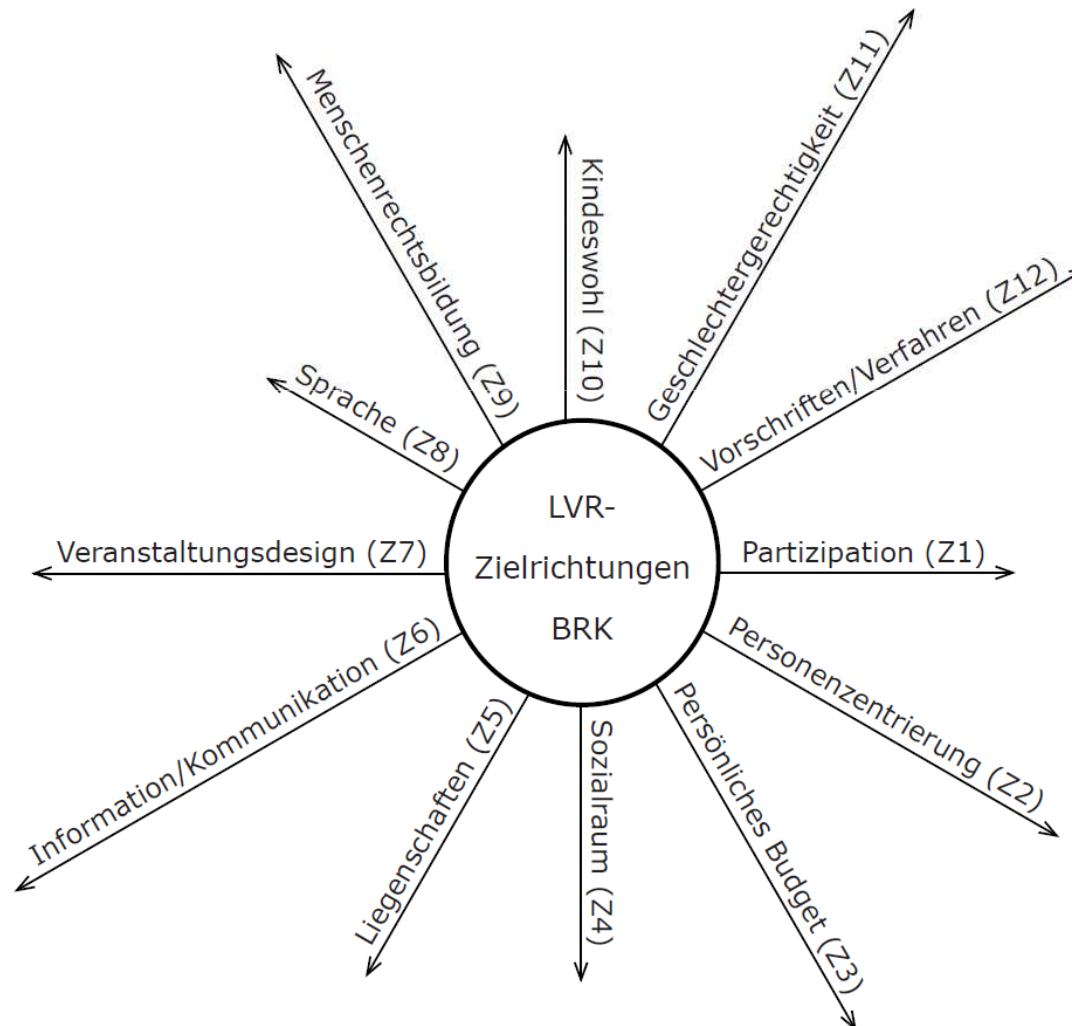 LVR-
Zielrichtungen
BRK
Partizipation (Z1)
Personenzentrierung (Z2)
Persönliches Budget (Z3)
Sozialraum (Z4)
Liegenschaften (Z5)
Information/Kommunikation (Z6)
Veranstaltungsdesign (Z7)
Sprache (Z8)
Menschenrechtsbildung (Z9)
Kindeswohl (Z10)
Geschlechtergerechtigkeit (Z11)
Vorschriften/Verfahren (Z12)